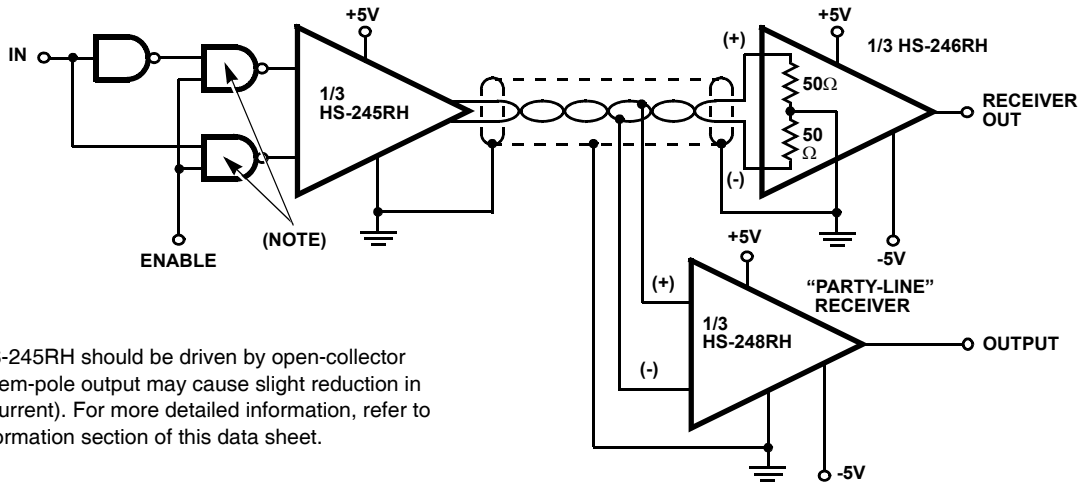 IN
ENABLE
(NOTE)
+5V
1/3
HS-245RH
+5V
1/3 HS-246RH
(+)
50Ω
50
Ω
(-)
RECEIVER
OUT
-5V
+5V
"PARTY-LINE"
RECEIVER
(+)
1/3
HS-248RH
(-)
OUTPUT
-5V
S-245RH should be driven by open-collector
em-pole output may cause slight reduction in
urrent). For more detailed information, refer to
ormation section of this data sheet.